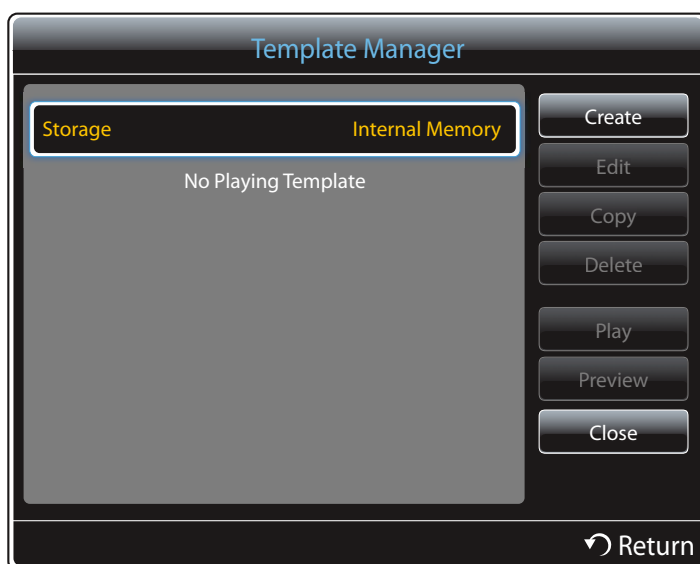 Template Manager
Storage Internal Memory
No Playing Template
Create
Edit
Copy
Delete
Play
Preview
Close
Return